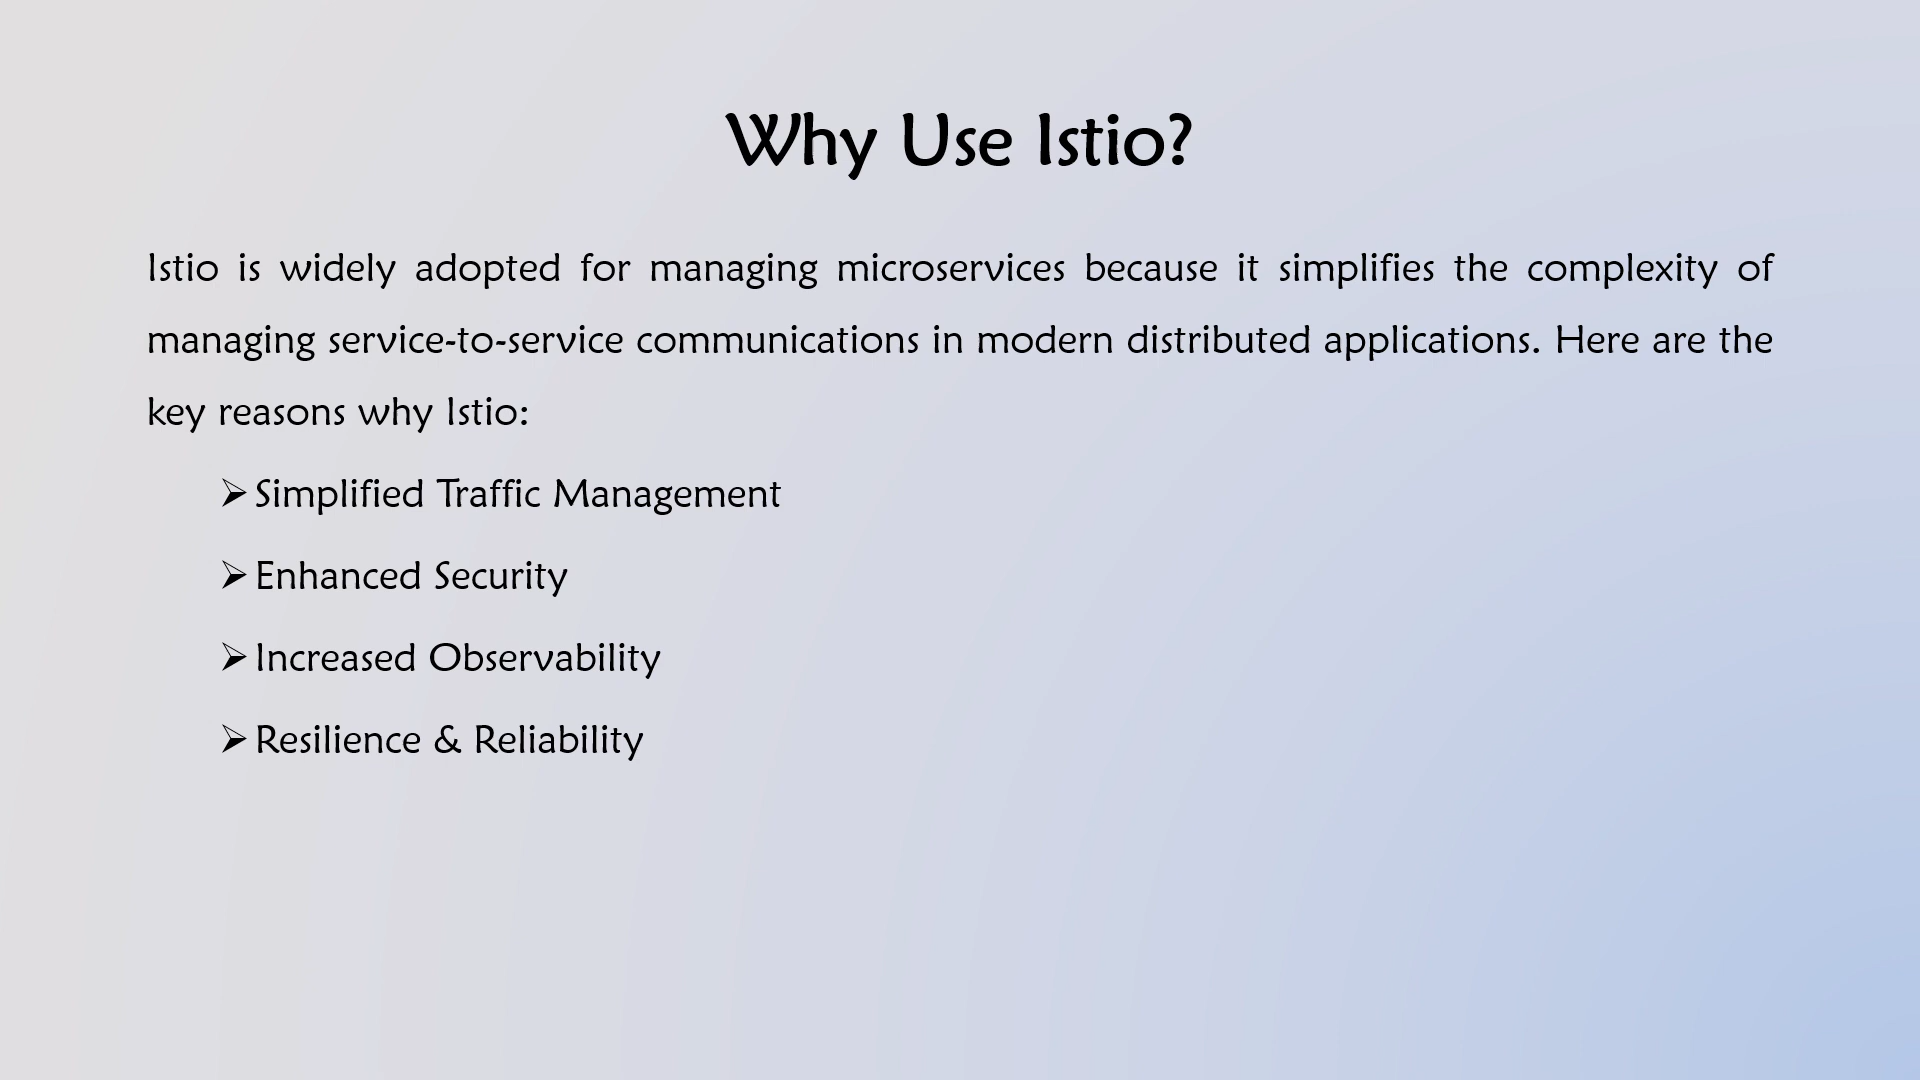 Why Use Istio?
Istio is widely adopted for managing microservices because it simplifies the complexity of
managing service-to-service communications in modern distributed applications. Here are the
key reasons why Istio:
➢ Simplified Traffic Management
➢ Enhanced Security
➢ Increased Observability
➢ Resilience & Reliability